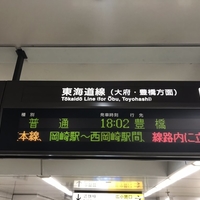 東海道線（大府・豊橋方面）
Tōkaidō Line (for Ōbu, Toyohashi)
種別 発車時刻 行先
普通 18:02 豊橋
本線、岡崎駅～西岡崎駅間、線路内に立